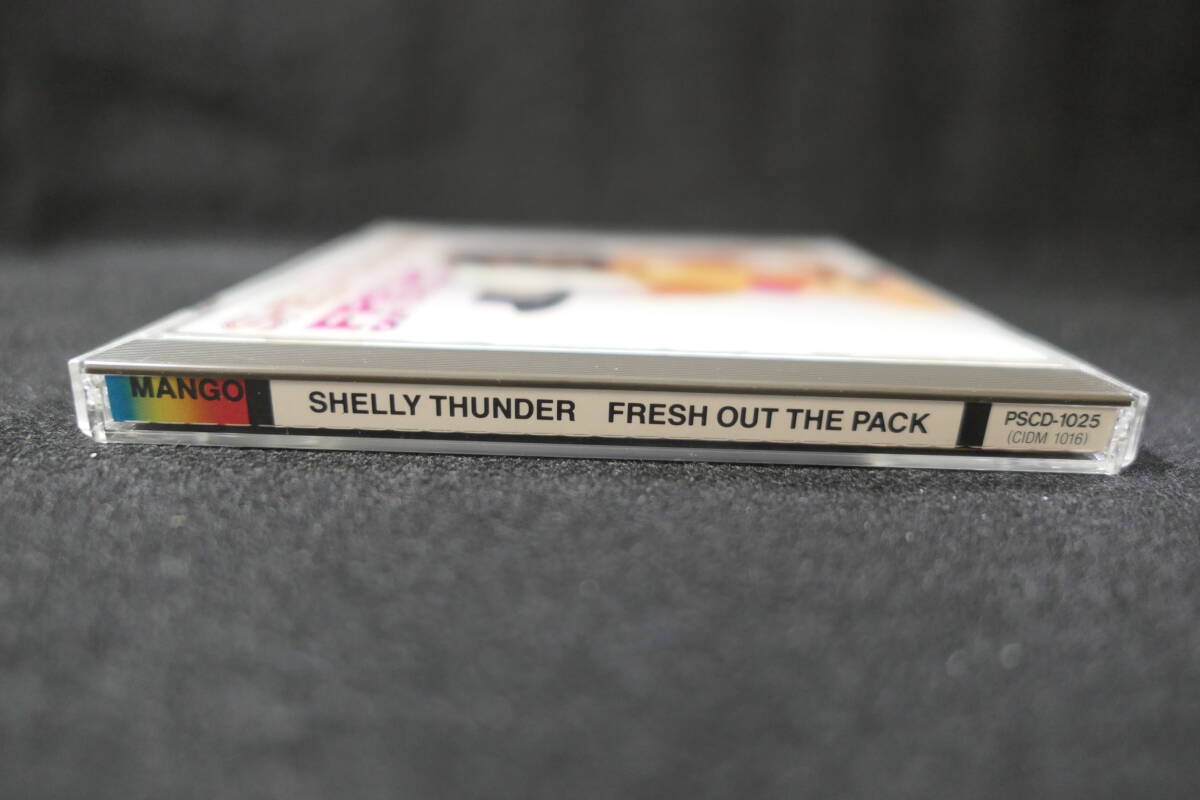 MANGO
SHELLY THUNDER FRESH OUT THE PACK
PSCD-1025
(CIDM 1016)